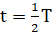 t = 1/2 T